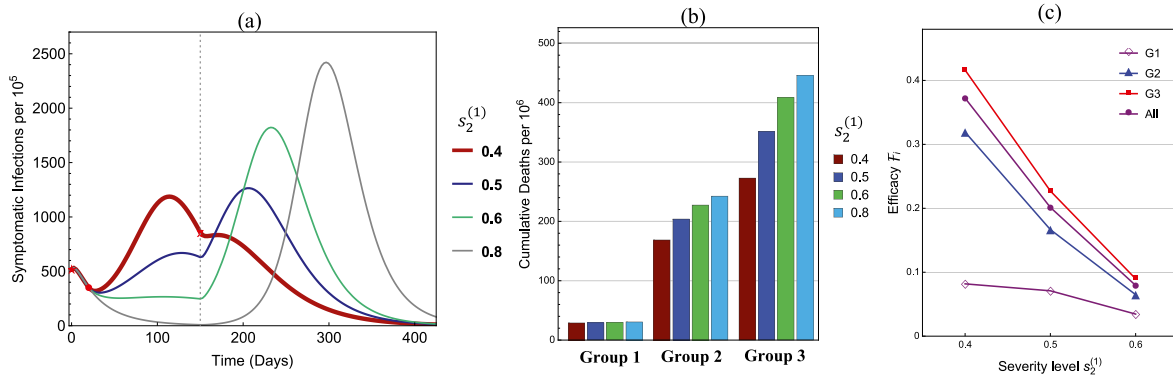 (a)
Symptomatic Infections per 10^5
2500
2000
1500
1000
500
0
0
100
200
300
400
Time (Days)
s_2^(1)
0.4
0.5
0.6
0.8
(b)
Cumulative Deaths per 10^6
500
400
300
200
100
0
Group 1
Group 2
Group 3
s_2^(1)
0.4
0.5
0.6
0.8
(c)
Efficacy ℱ_i
0.4
0.3
0.2
0.1
0
0.4
0.5
0.6
Severity level s_2^(1)
G1
G2
G3
All